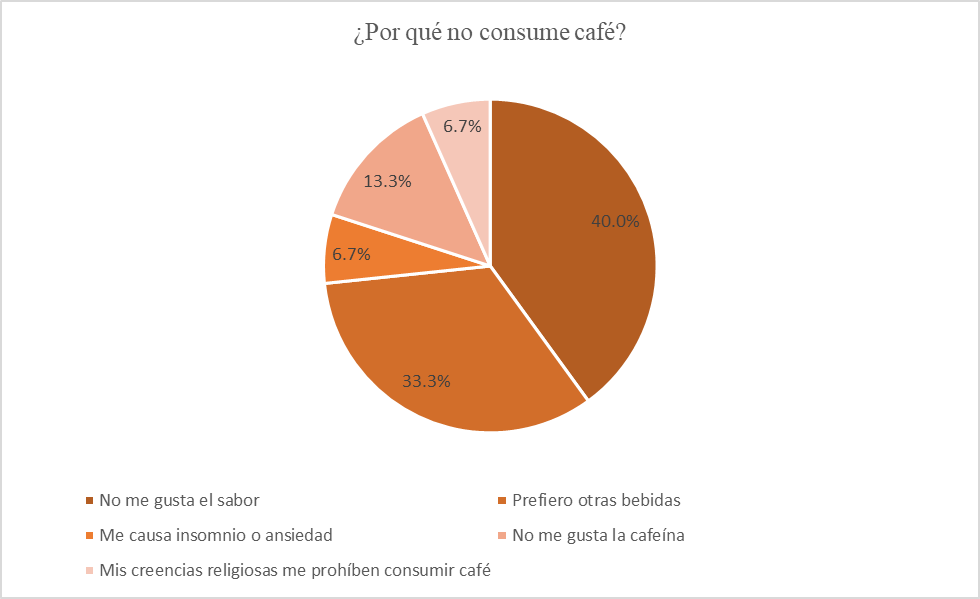 ¿Por qué no consume café?
6.7%
13.3%
40.0%
6.7%
33.3%
No me gusta el sabor
Prefiero otras bebidas
Me causa insomnio o ansiedad
No me gusta la cafeína
Mis creencias religiosas me prohíben consumir café